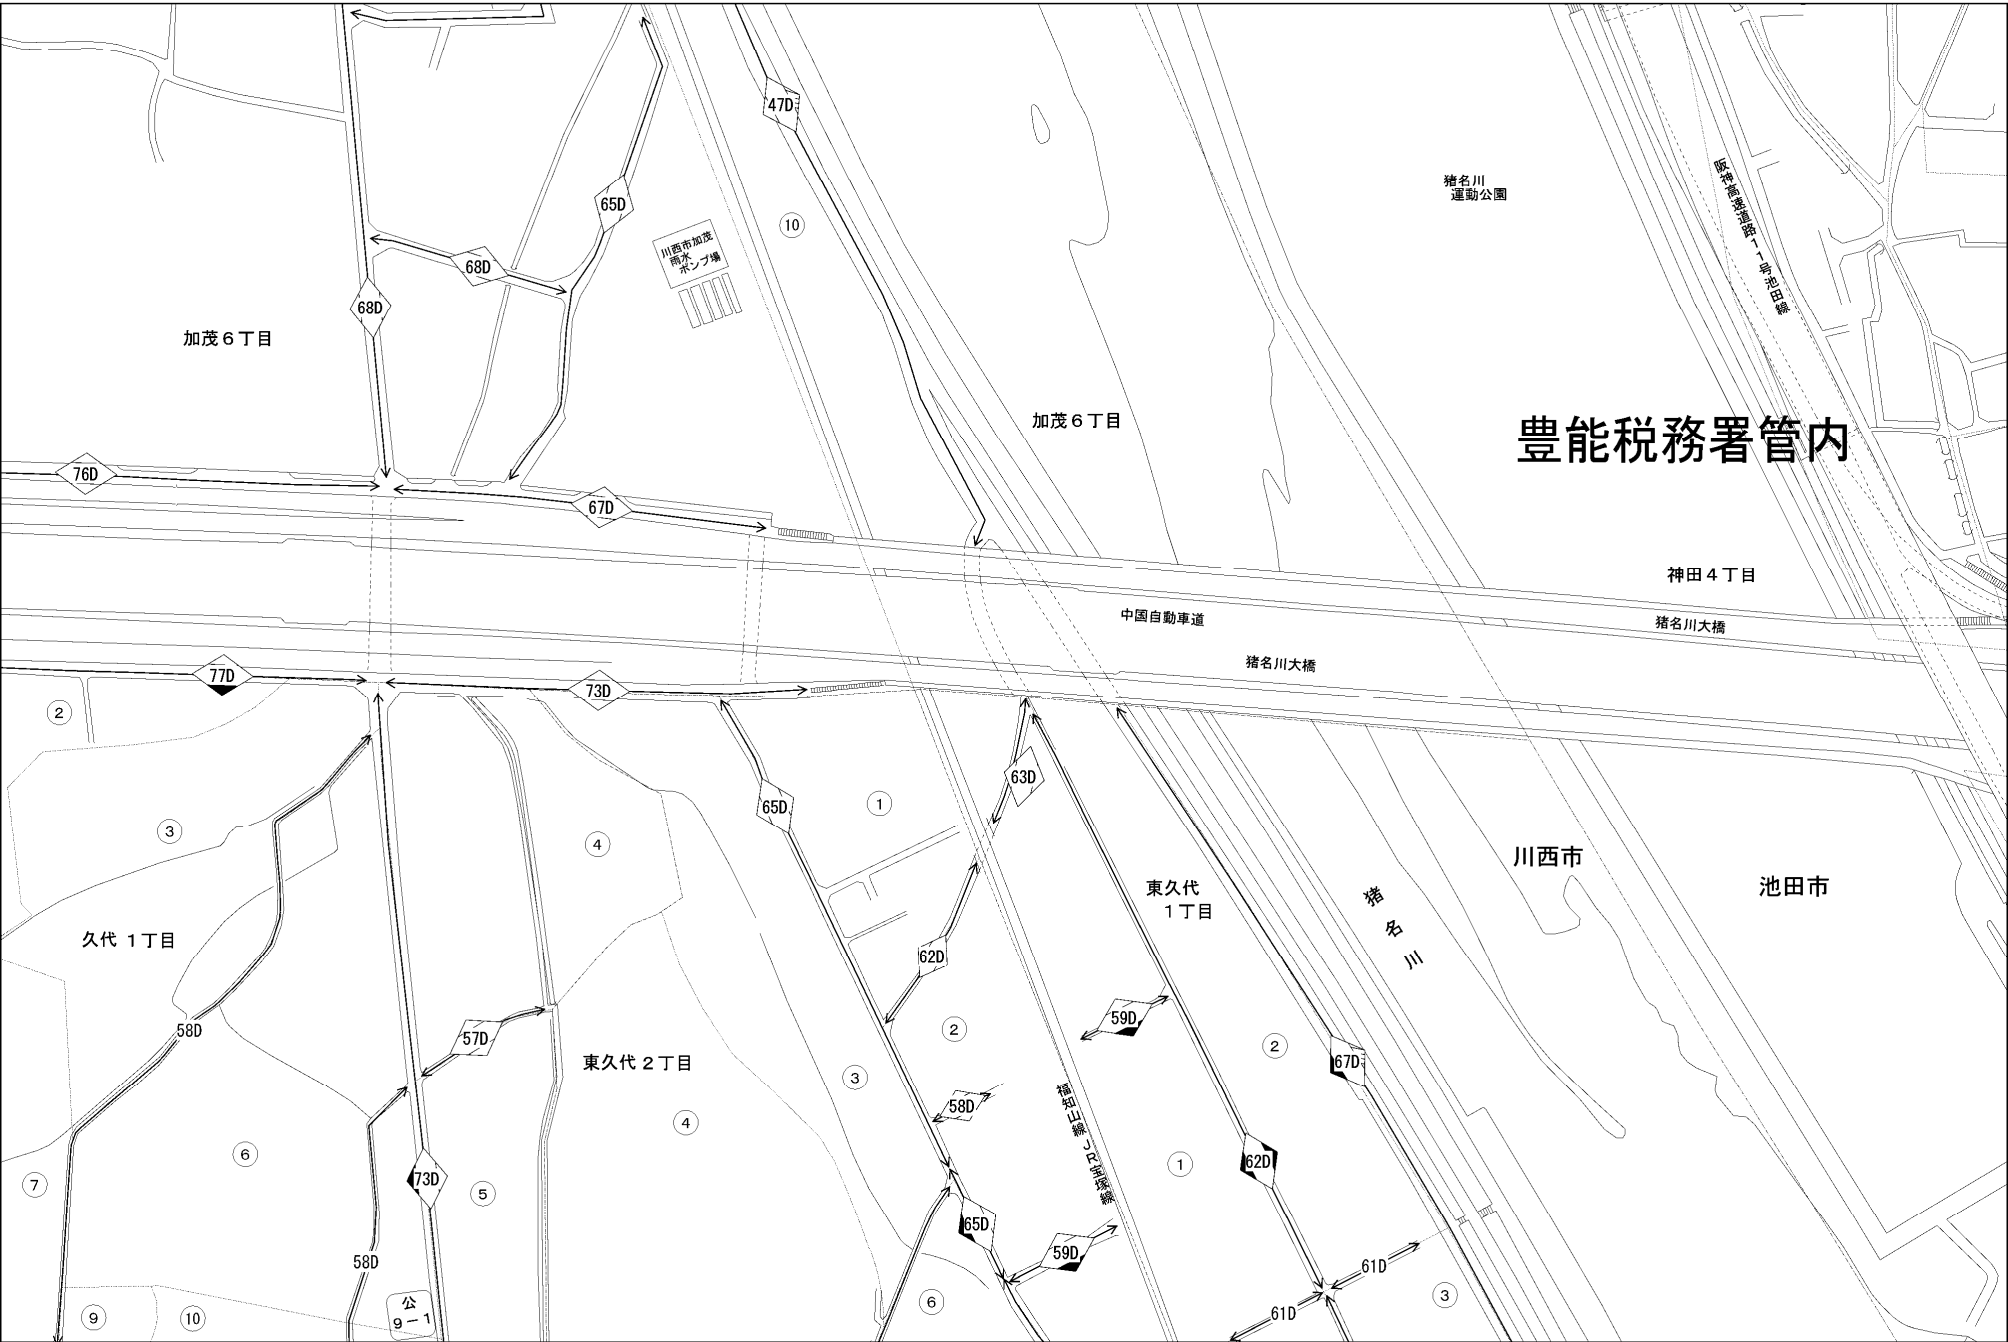 47D
65D
68D
68D
⑩
川西市加茂
雨水
ポンプ場
猪名川
運動公園
阪神高速道路11号池田線
加茂６丁目
加茂６丁目
豊能税務署管内
76D
67D
神田４丁目
中国自動車道
猪名川大橋
猪名川大橋
77D
73D
②
63D
65D
①
③
④
川西市
池田市
東久代
１丁目
猪名川
久代 １丁目
62D
58D
57D
59D
②
②
東久代 ２丁目
67D
③
58D
④
福知山線 JR宝塚線
⑥
①
62D
⑦
73D
⑤
65D
59D
58D
61D
⑨
⑩
公
９－１
⑥
61D
③